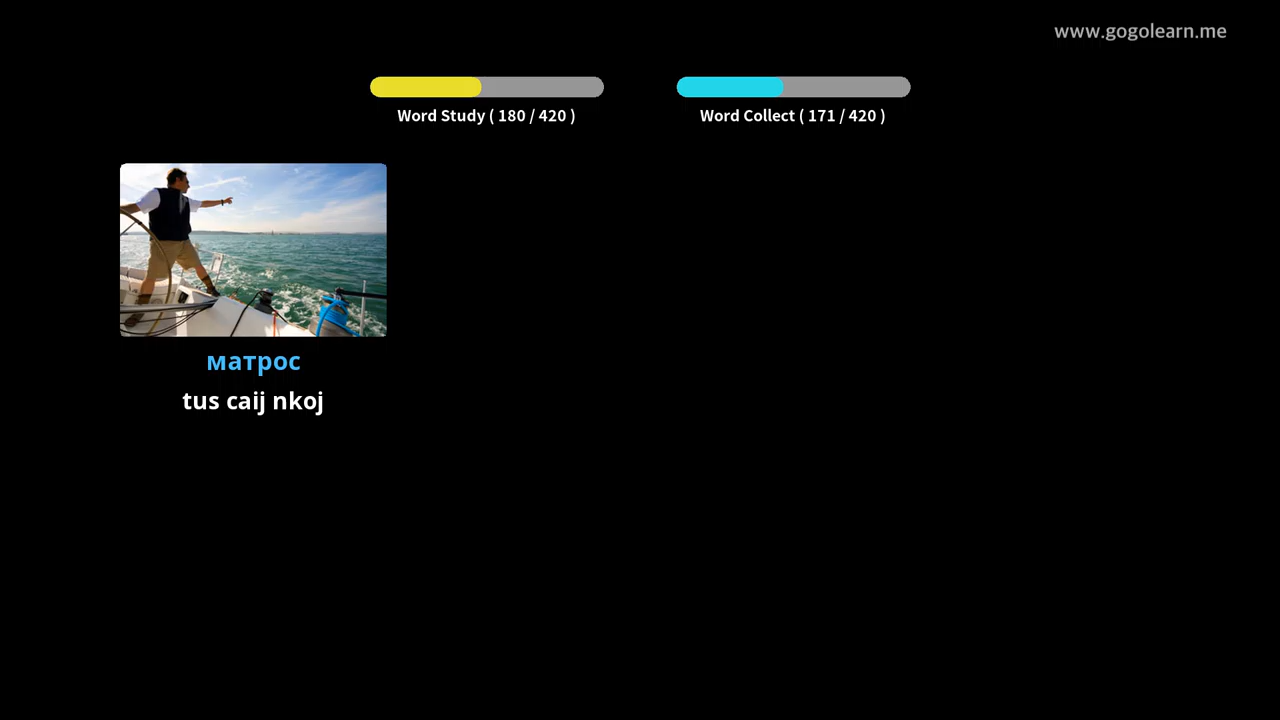 www.gogolearn.me
Word Study ( 180 / 420 )
Word Collect ( 171 / 420 )
матрос
tus caij nkoj